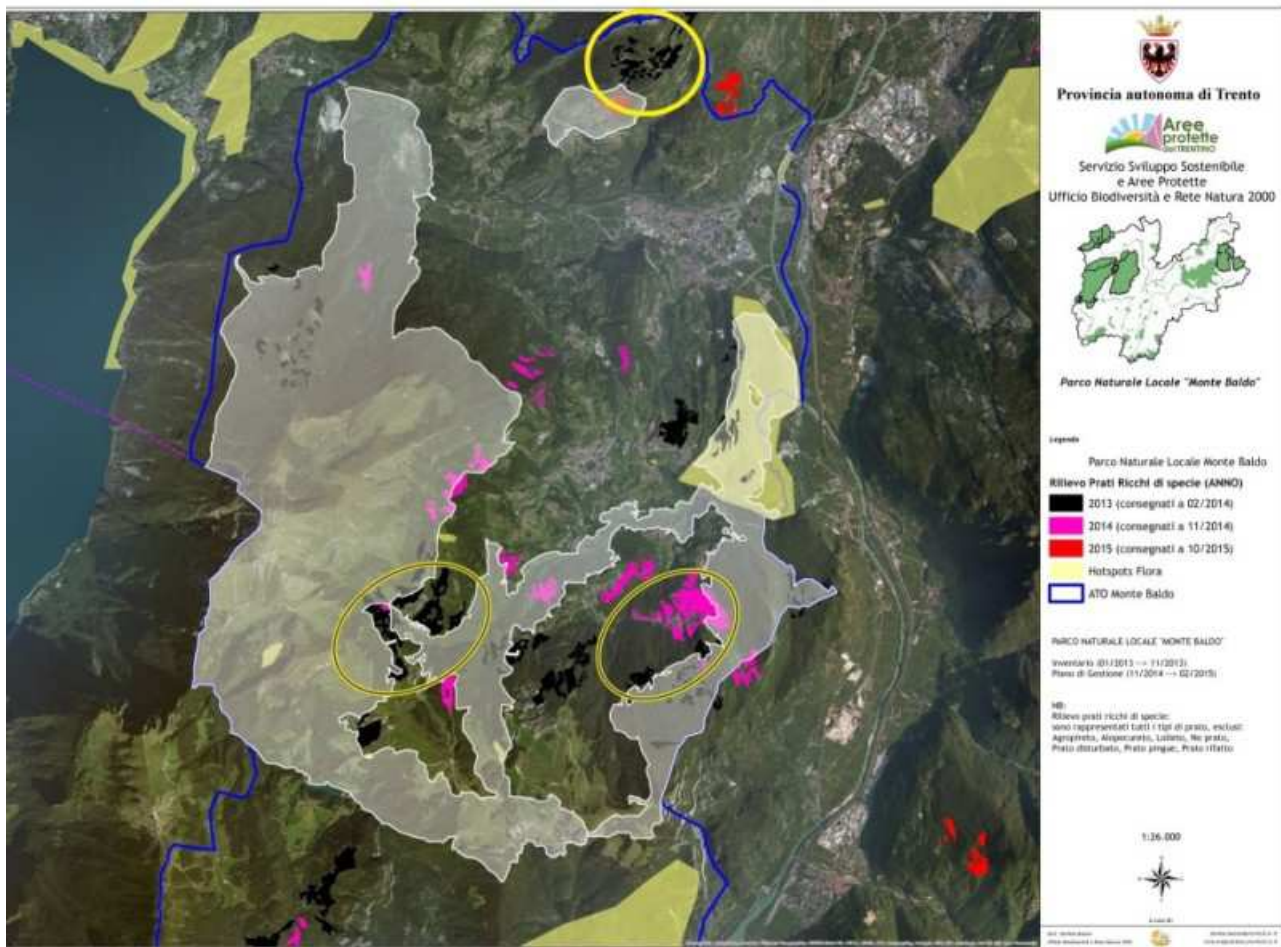 Provincia autonoma di Trento
Aree
protette
del TRENTINO
Servizio Sviluppo Sostenibile
e Aree Protette
Ufficio Biodiversità e Rete Natura 2000
Parco Naturale Locale "Monte Baldo"
Legenda
Parco Naturale Locale Monte Baldo
Rilievo Prati Ricchi di specie (ANNO)
2013 (consegnati a 02/2014)
2014 (consegnati a 11/2014)
2015 (consegnati a 10/2015)
Hotspots Flora
ATO Monte Baldo
PARCO NATURALE LOCALE "MONTE BALDO"
Inventario (01/2013 --> 11/2013)
Piano di Gestione (11/2014 --> 02/2015)
NB:
Rilievo prati ricchi di specie:
sono rappresentati tutti i tipi di prato, esclusi:
Agropireto, Alopecureto, Lolieto, No prato,
Prato disturbato, Prato pingue, Prato rifatto
1:26.000